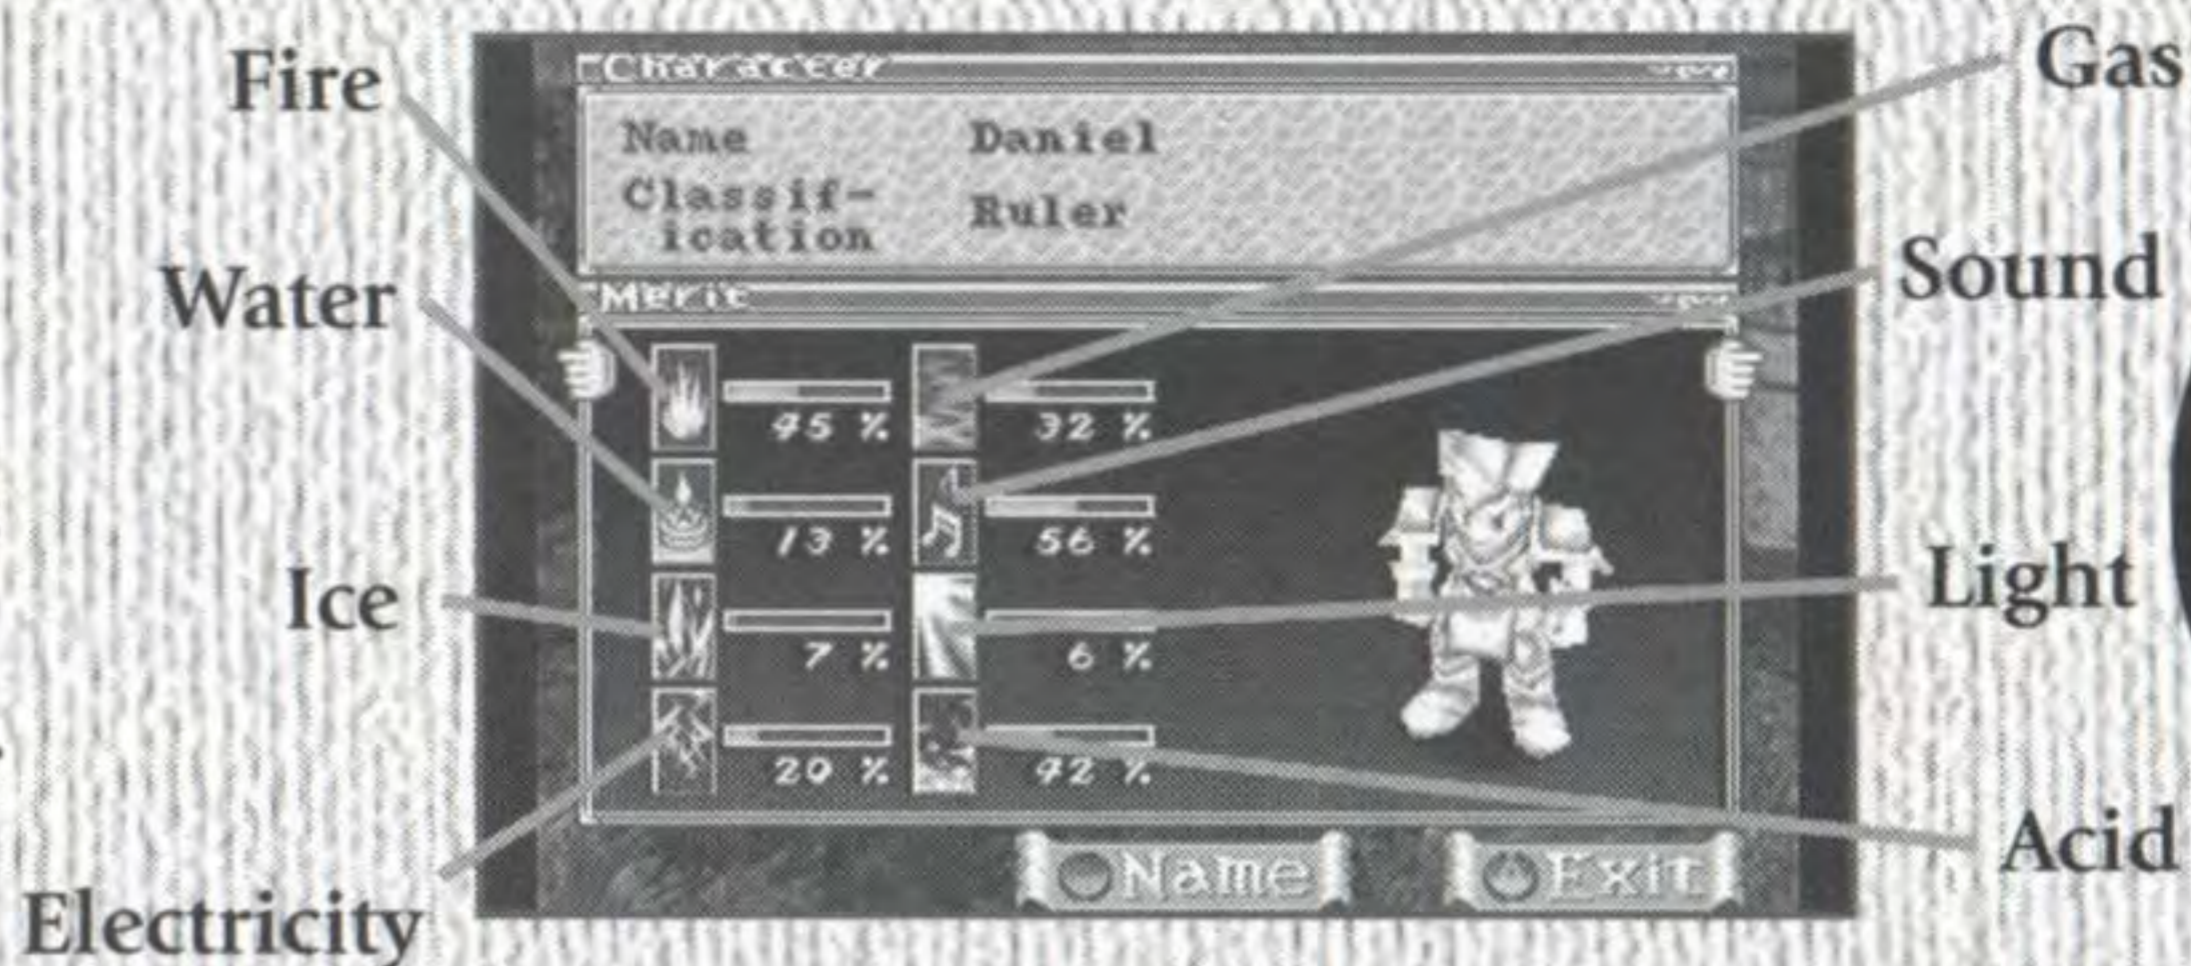 Fire
Water
Ice
Electricity
Character
Name Daniel
Classif-
ication Ruler
Merit
45 % 32 %
13 % 56 %
7 % 6 %
20 % 42 %
Name Exit
Gas
Sound
Light
Acid